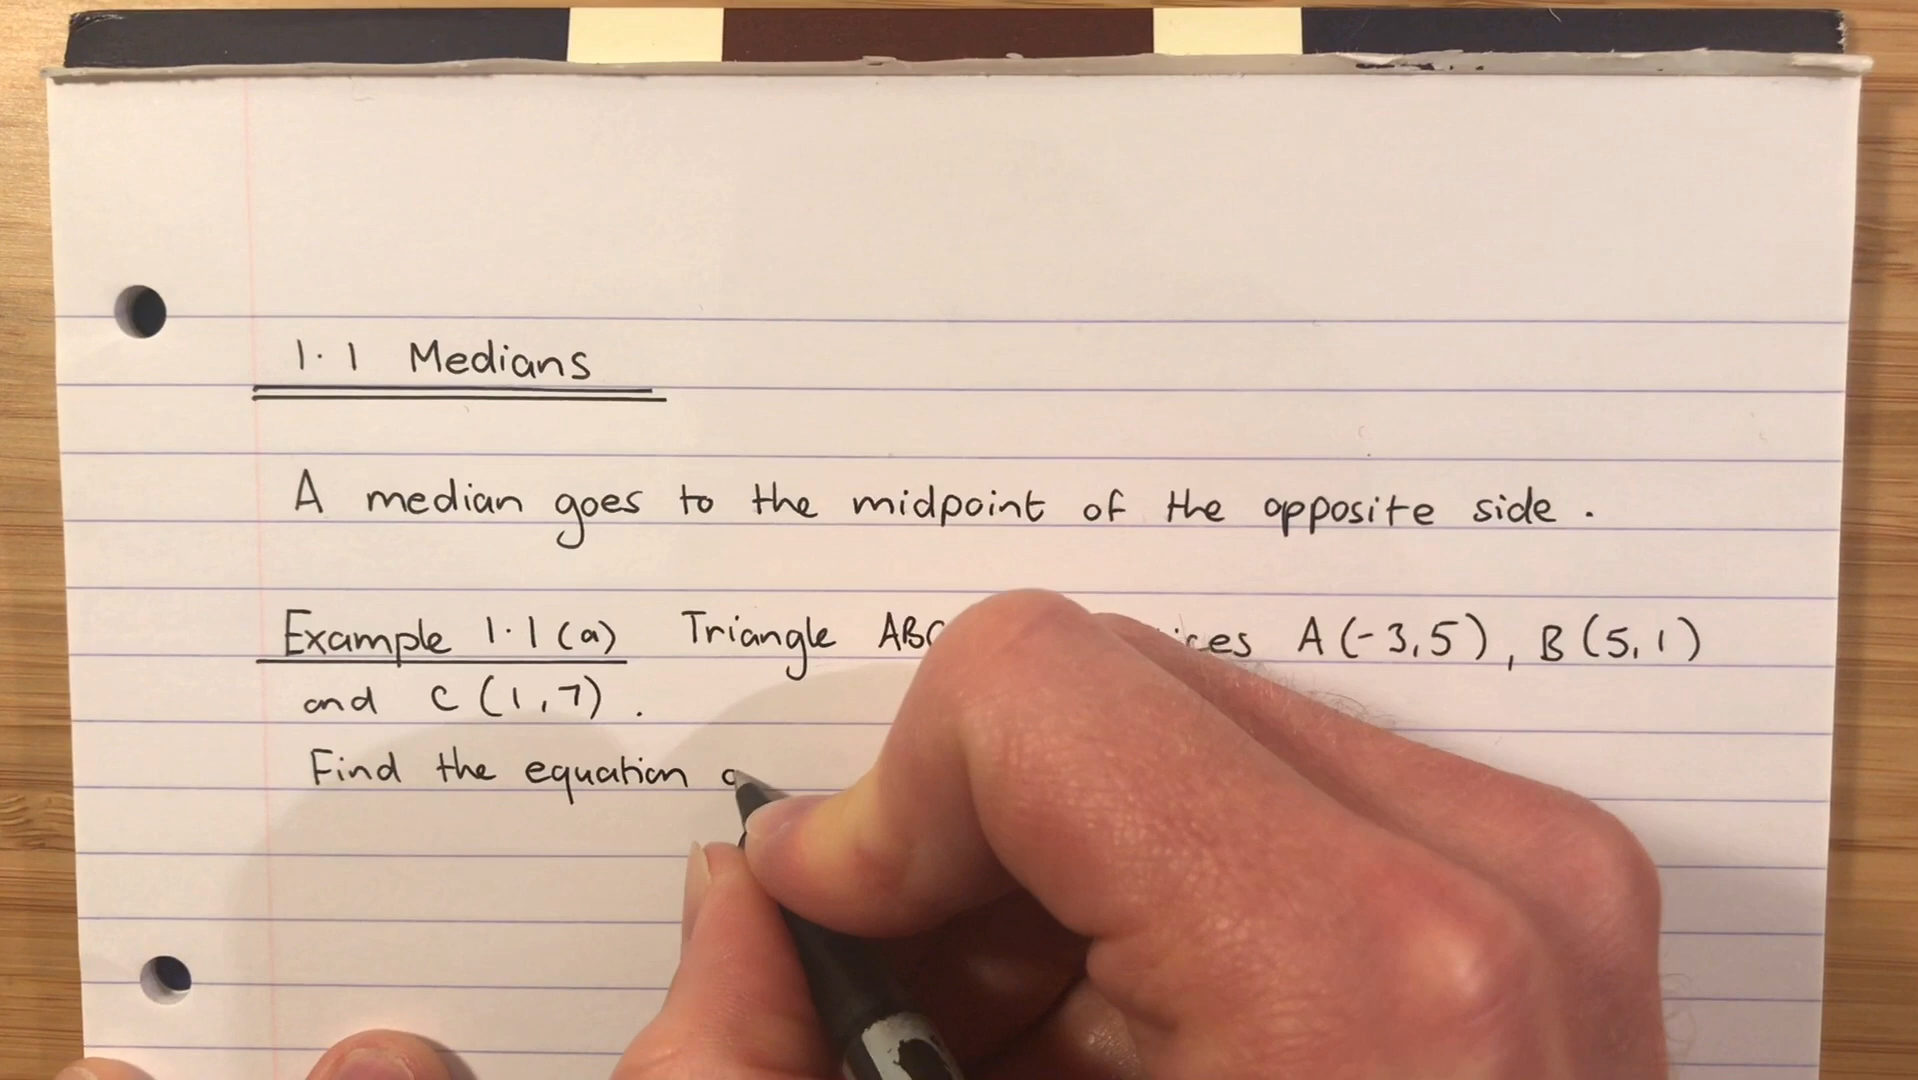 1.1 Medians
A median goes to the midpoint of the opposite side.
Example 1.1(a) Triangle ABC A(-3,5), B(5,1)
and C(1,7).
Find the equation